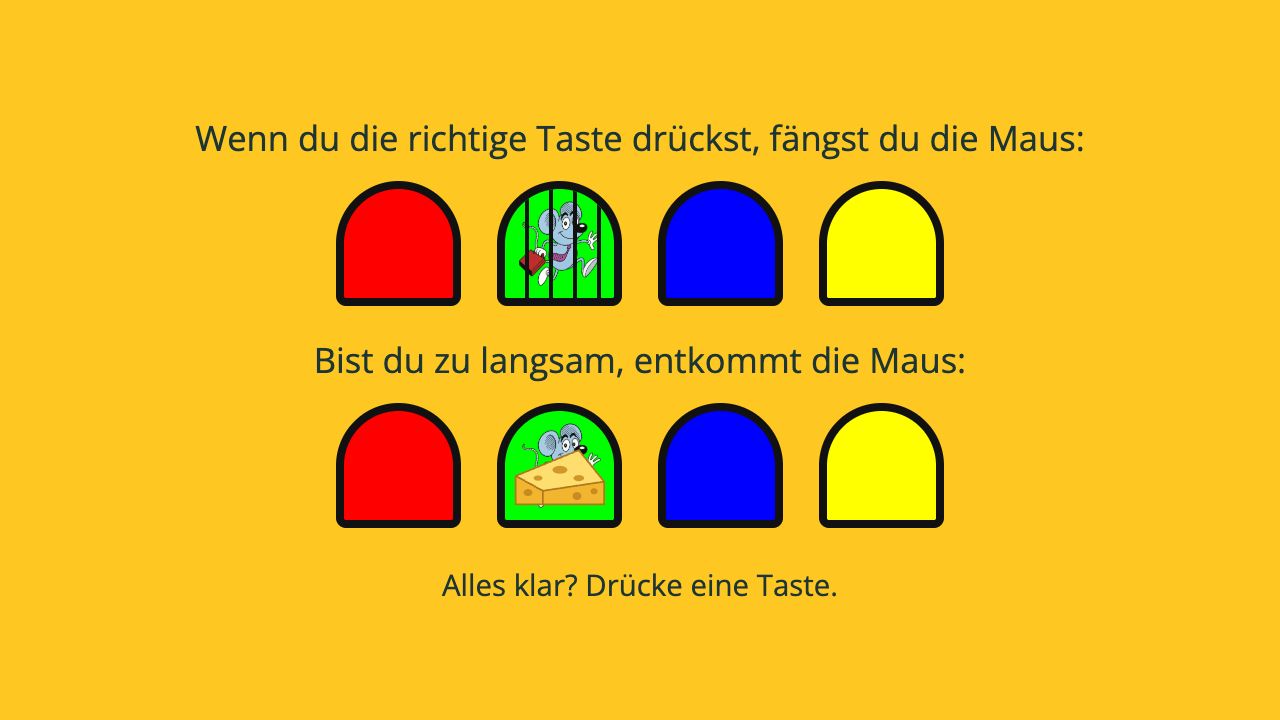 Wenn du die richtige Taste drückst, fängst du die Maus:
Bist du zu langsam, entkommt die Maus:
Alles klar? Drücke eine Taste.